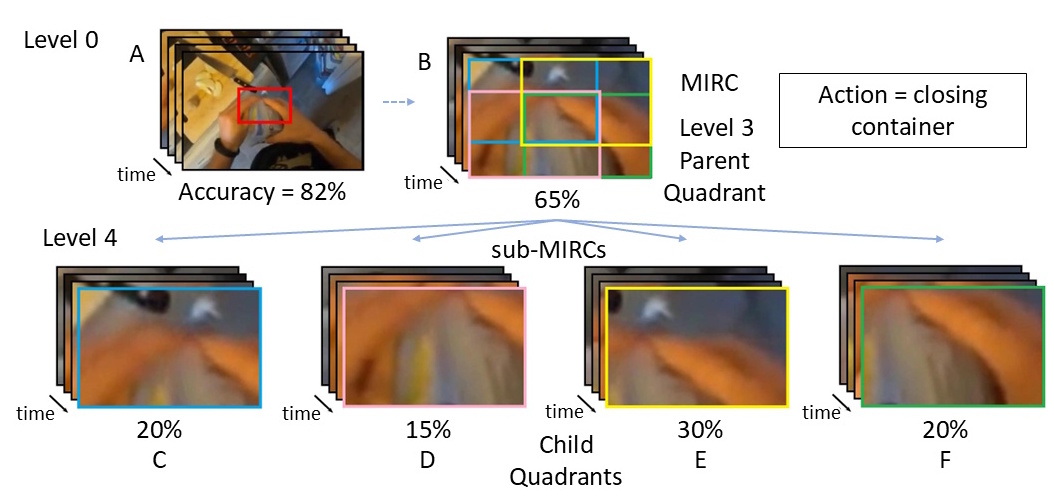 Level 0
A
B
MIRC
Level 3
Parent
Quadrant
Action = closing
container
time
Accuracy = 82%
time
65%
Level 4
sub-MIRCs
time
20%
C
time
15%
D
Child
Quadrants
time
30%
E
time
20%
F